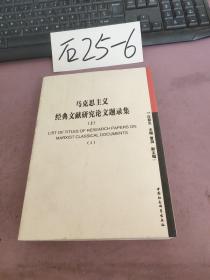 石25-6
马克思主义
经典文献研究论文题录集
(上)
LIST OF TITLES OF RESEARCH PAPERS ON
MARXIST CLASSICAL DOCUMENTS
(1)
中国社会科学出版社